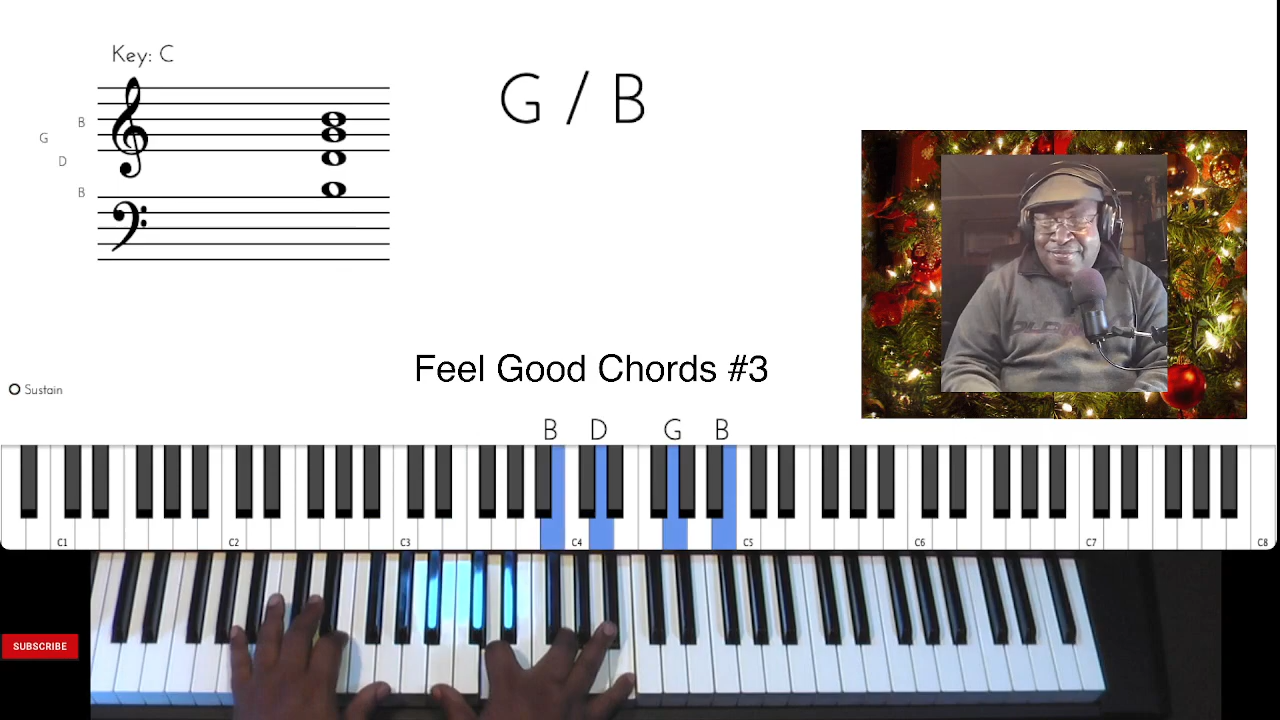 Key: C
G / B
B
G
D
B
Feel Good Chords #3
Sustain
B D G B
C1 C2 C3 C4 C5 C6 C7 C8
SUBSCRIBE